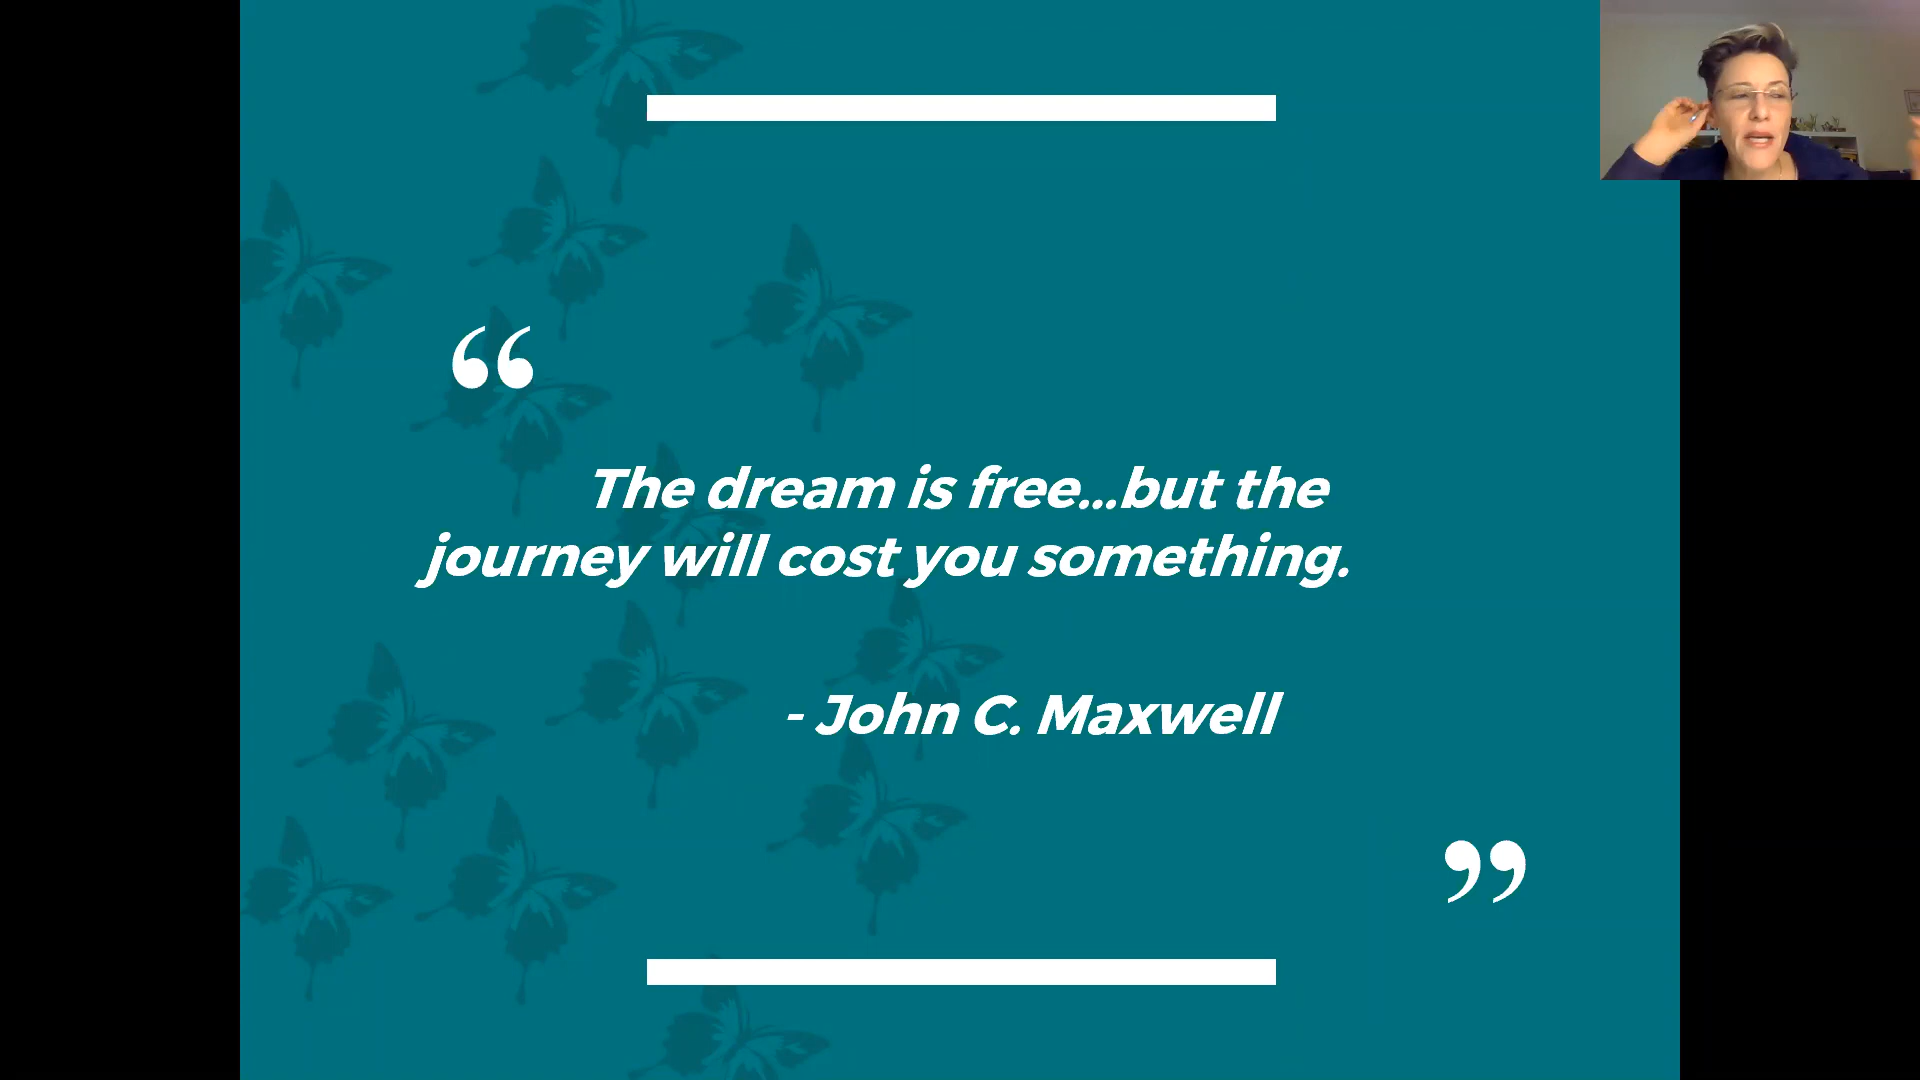 “
The dream is free...but the
journey will cost you something.
- John C. Maxwell
”